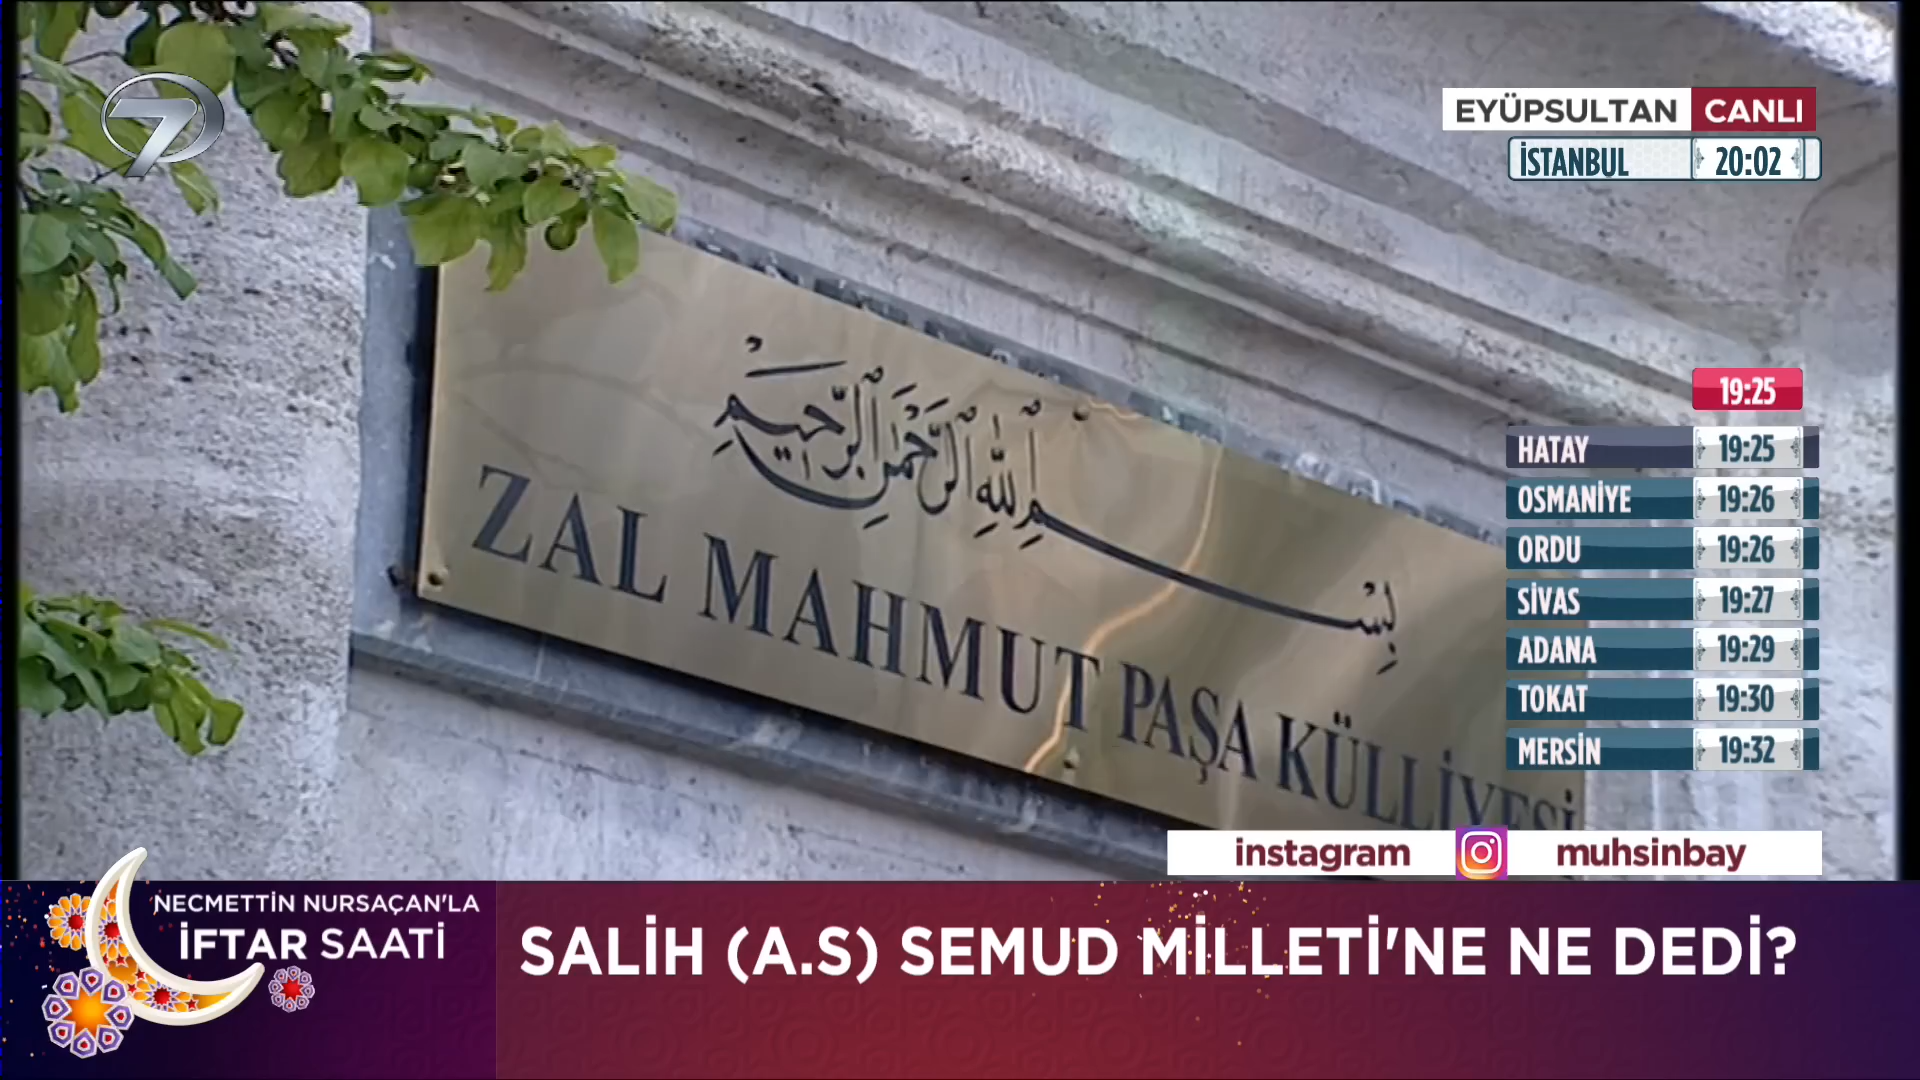 7
EYÜPSULTAN CANLI
İSTANBUL 20:02
بسم الله الرحمن الرحيم
ZAL MAHMUT PAŞA KÜLLİYESİ
19:25
HATAY 19:25
OSMANİYE 19:26
ORDU 19:26
SİVAS 19:27
ADANA 19:29
TOKAT 19:30
MERSİN 19:32
instagram muhsinbay
NECMETTİN NURSAÇAN'LA
İFTAR SAATİ
SALİH (A.S) SEMUD MİLLETİ'NE NE DEDİ?